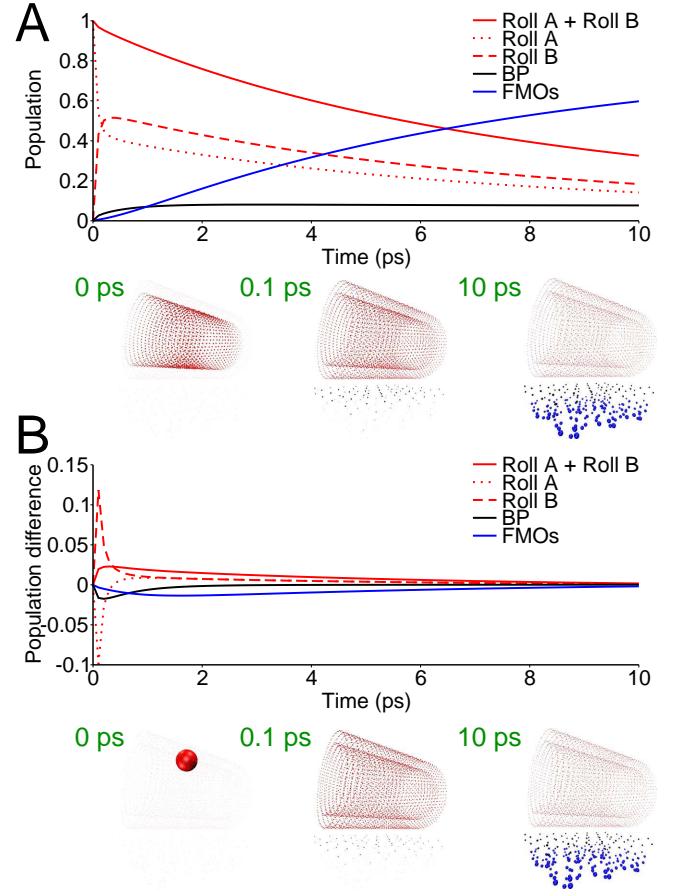 A
Population
1
0.8
0.6
0.4
0.2
0
0 2 4 6 8 10
Time (ps)
Roll A + Roll B
Roll A
Roll B
BP
FMOs
0 ps 0.1 ps 10 ps
B
Population difference
0.15
0.1
0.05
0
-0.05
-0.1
0 2 4 6 8 10
Time (ps)
Roll A + Roll B
Roll A
Roll B
BP
FMOs
0 ps 0.1 ps 10 ps